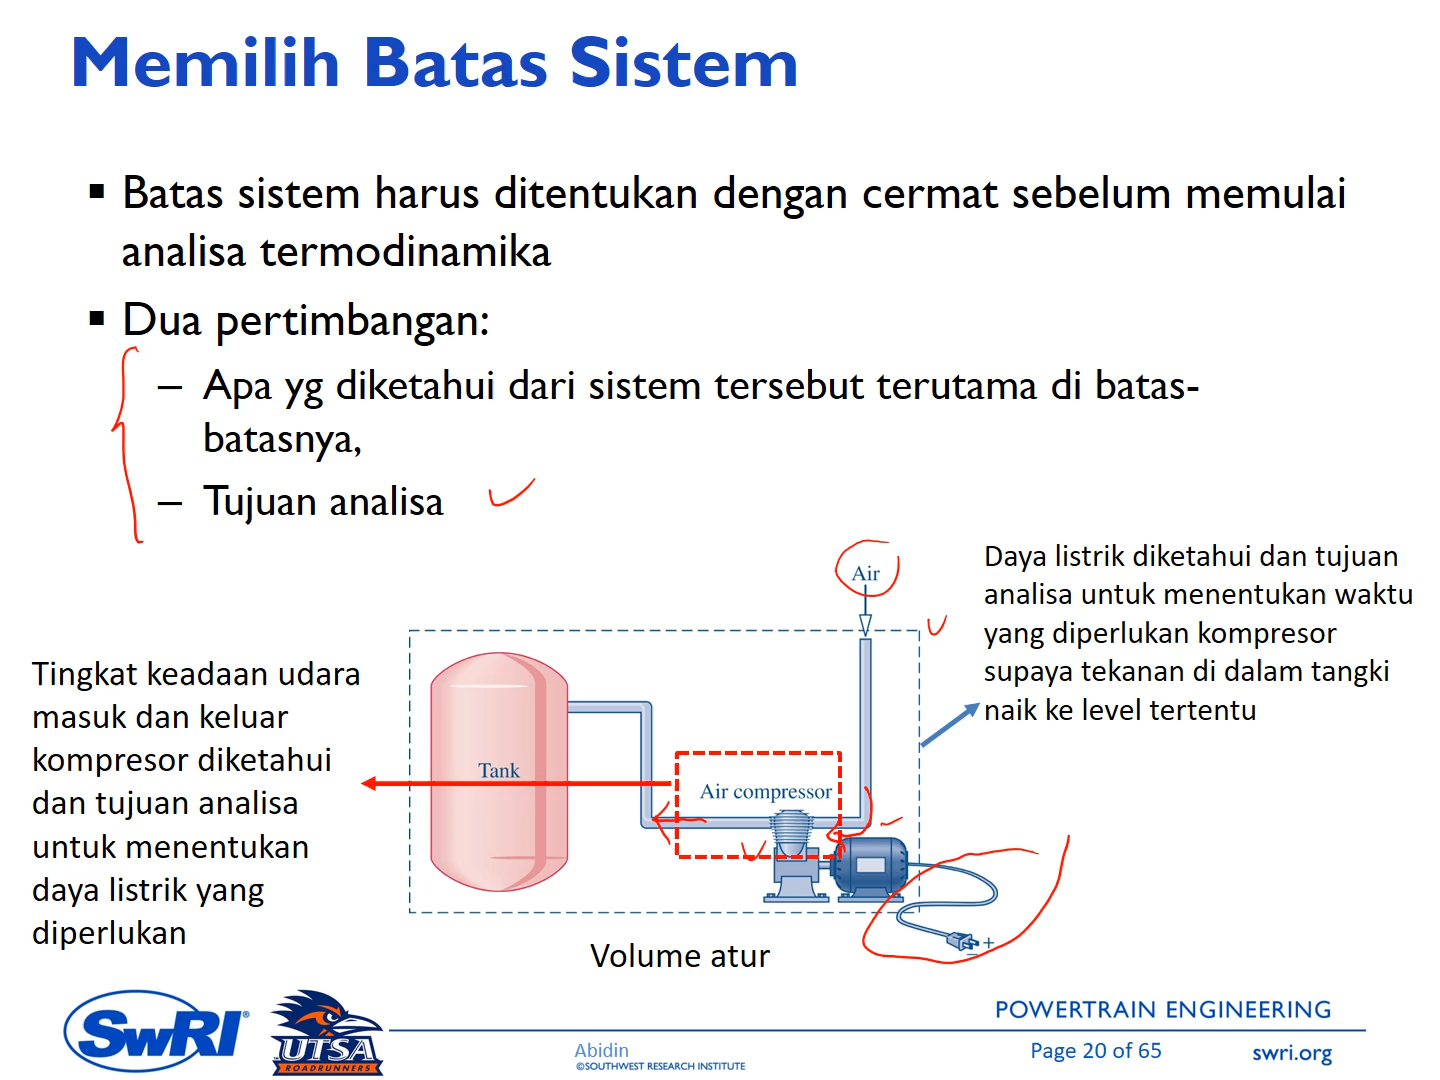 Memilih Batas Sistem
▪ Batas sistem harus ditentukan dengan cermat sebelum memulai
analisa termodinamika
▪ Dua pertimbangan:
– Apa yg diketahui dari sistem tersebut terutama di batas-
batasnya,
– Tujuan analisa
Air
Daya listrik diketahui dan tujuan
analisa untuk menentukan waktu
yang diperlukan kompresor
supaya tekanan di dalam tangki
naik ke level tertentu
Tingkat keadaan udara
masuk dan keluar
kompresor diketahui
dan tujuan analisa
untuk menentukan
daya listrik yang
diperlukan
Tank
Air compressor
+
–
Volume atur
SwRI®
UTSA
ROADRUNNERS
POWERTRAIN ENGINEERING
Abidin
©SOUTHWEST RESEARCH INSTITUTE
Page 20 of 65
swri.org